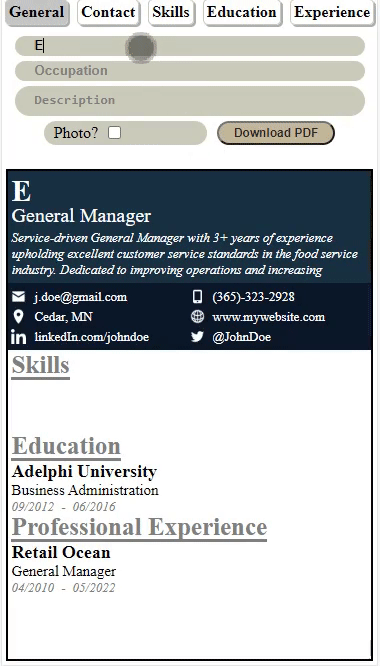 General Contact Skills Education Experience
E
Occupation
Description
Photo? Download PDF
E
General Manager
Service-driven General Manager with 3+ years of experience
upholding excellent customer service standards in the food service
industry. Dedicated to improving operations and increasing
j.doe@gmail.com (365)-323-2928
Cedar, MN www.mywebsite.com
linkedIn.com/johndoe @JohnDoe
Skills
Education
Adelphi University
Business Administration
09/2012 - 06/2016
Professional Experience
Retail Ocean
General Manager
04/2010 - 05/2022